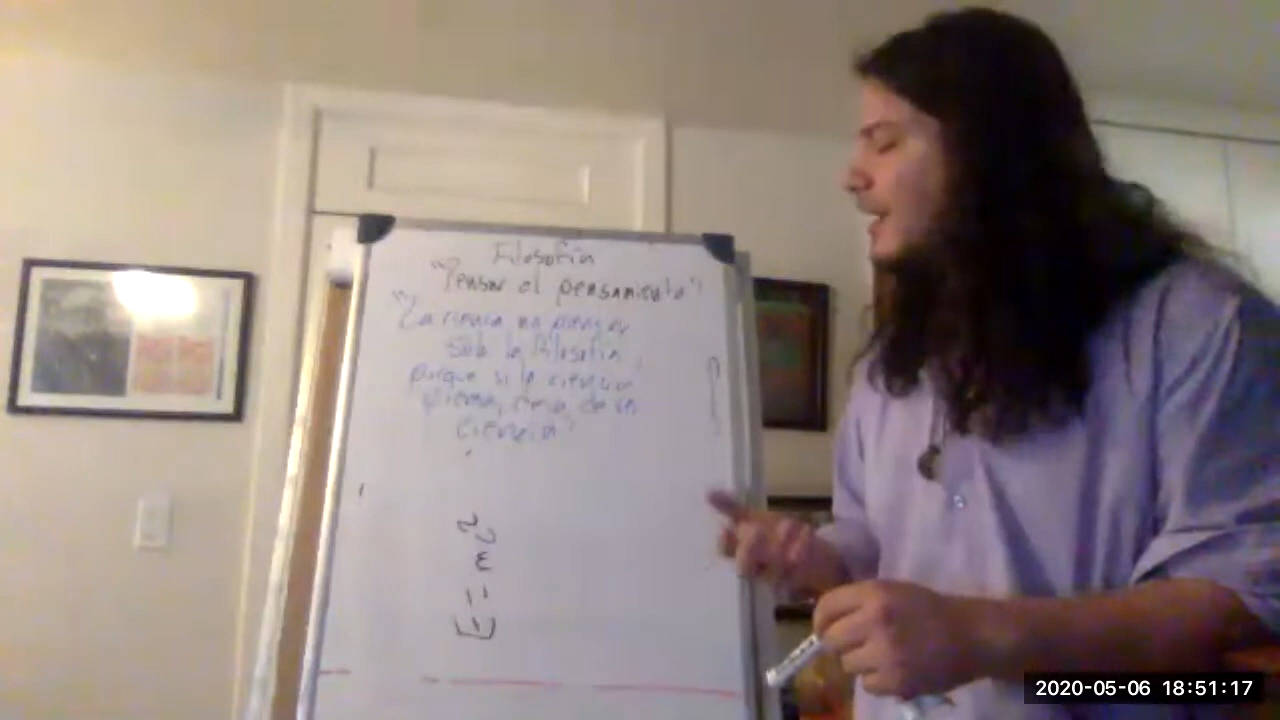 Filosofía
"Pensar el pensamiento"
"La ciencia no piensa
la filosofía,
porque si la ciencia
piensa, deja de ser
ciencia"
E=mc²
2020-05-06 18:51:17